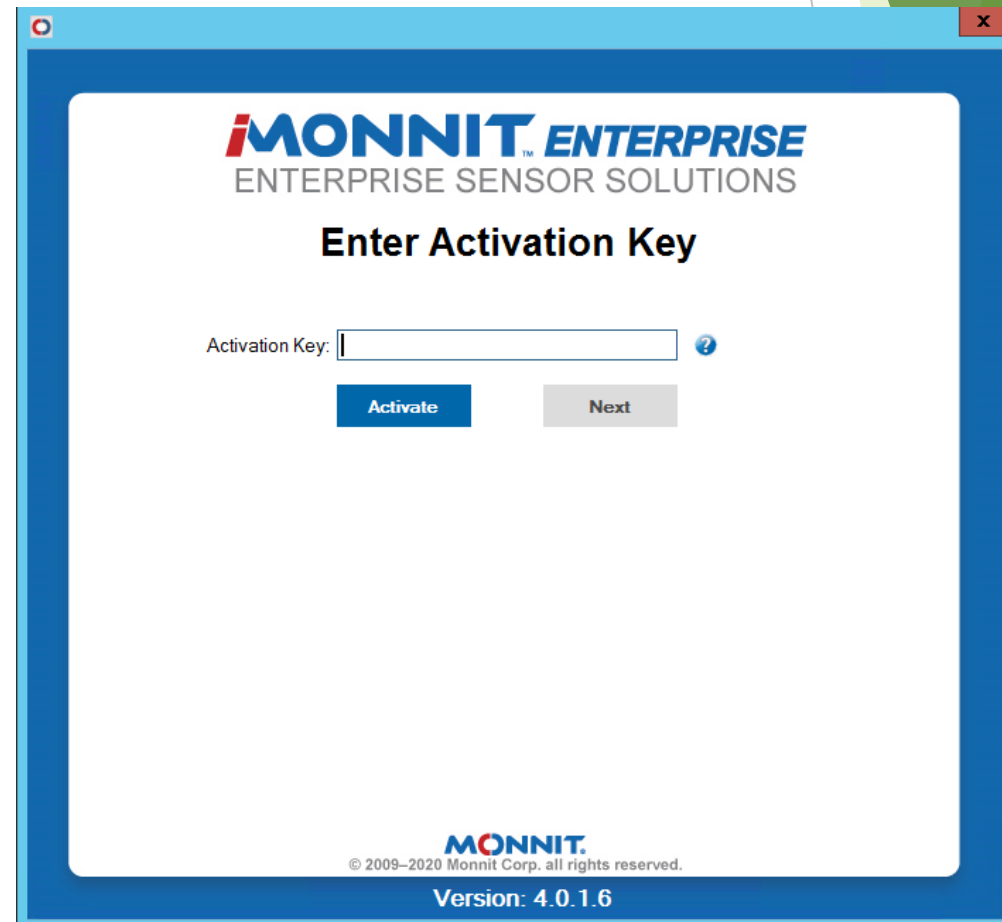 x
iMONNIT™ ENTERPRISE
ENTERPRISE SENSOR SOLUTIONS
Enter Activation Key
Activation Key:
?
Activate Next
MONNIT.
© 2009–2020 Monnit Corp. all rights reserved.
Version: 4.0.1.6